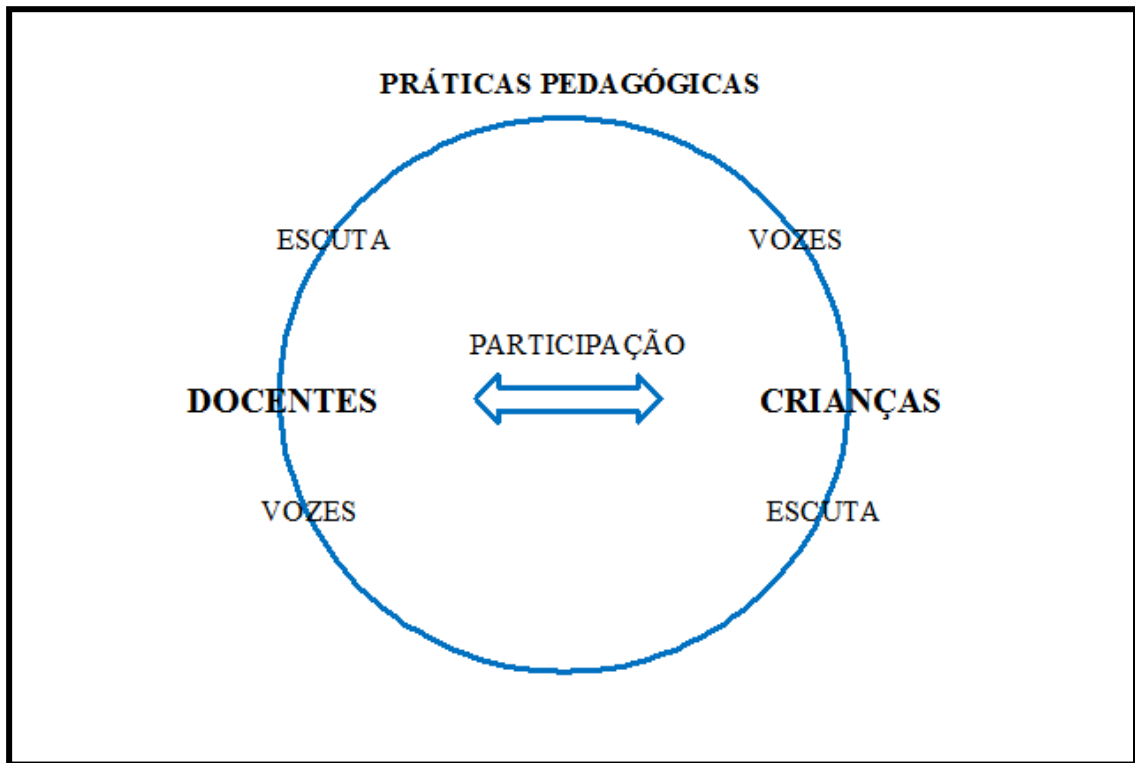 PRÁTICAS PEDAGÓGICAS
ESCUTA
VOZES
PARTICIPAÇÃO
DOCENTES
CRIANÇAS
VOZES
ESCUTA